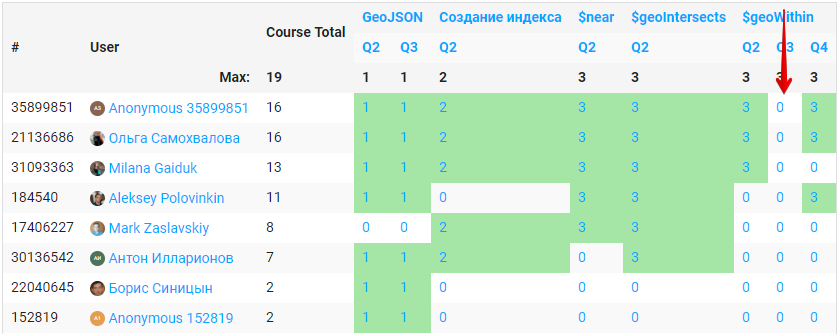 GeoJSON Создание индекса $near $geoIntersects $geoWithin
# User Course Total Q2 Q3 Q2 Q2 Q2 Q2 Q3 Q4
Max: 19 1 1 2 3 3 3 3 3
35899851 АЗ Anonymous 35899851 16 1 1 2 3 3 3 0 3
21136686 Ольга Самохвалова 16 1 1 2 3 3 3 0 3
31093363 Milana Gaiduk 13 1 1 2 3 3 3 0 0
184540 Aleksey Polovinkin 11 1 1 0 3 3 0 0 3
17406227 Mark Zaslavskiy 8 0 0 2 3 3 0 0 0
30136542 АИ Антон Илларионов 7 1 1 2 0 3 0 0 0
22040645 Борис Синицын 2 1 1 0 0 0 0 0 0
152819 A1 Anonymous 152819 2 1 1 0 0 0 0 0 0